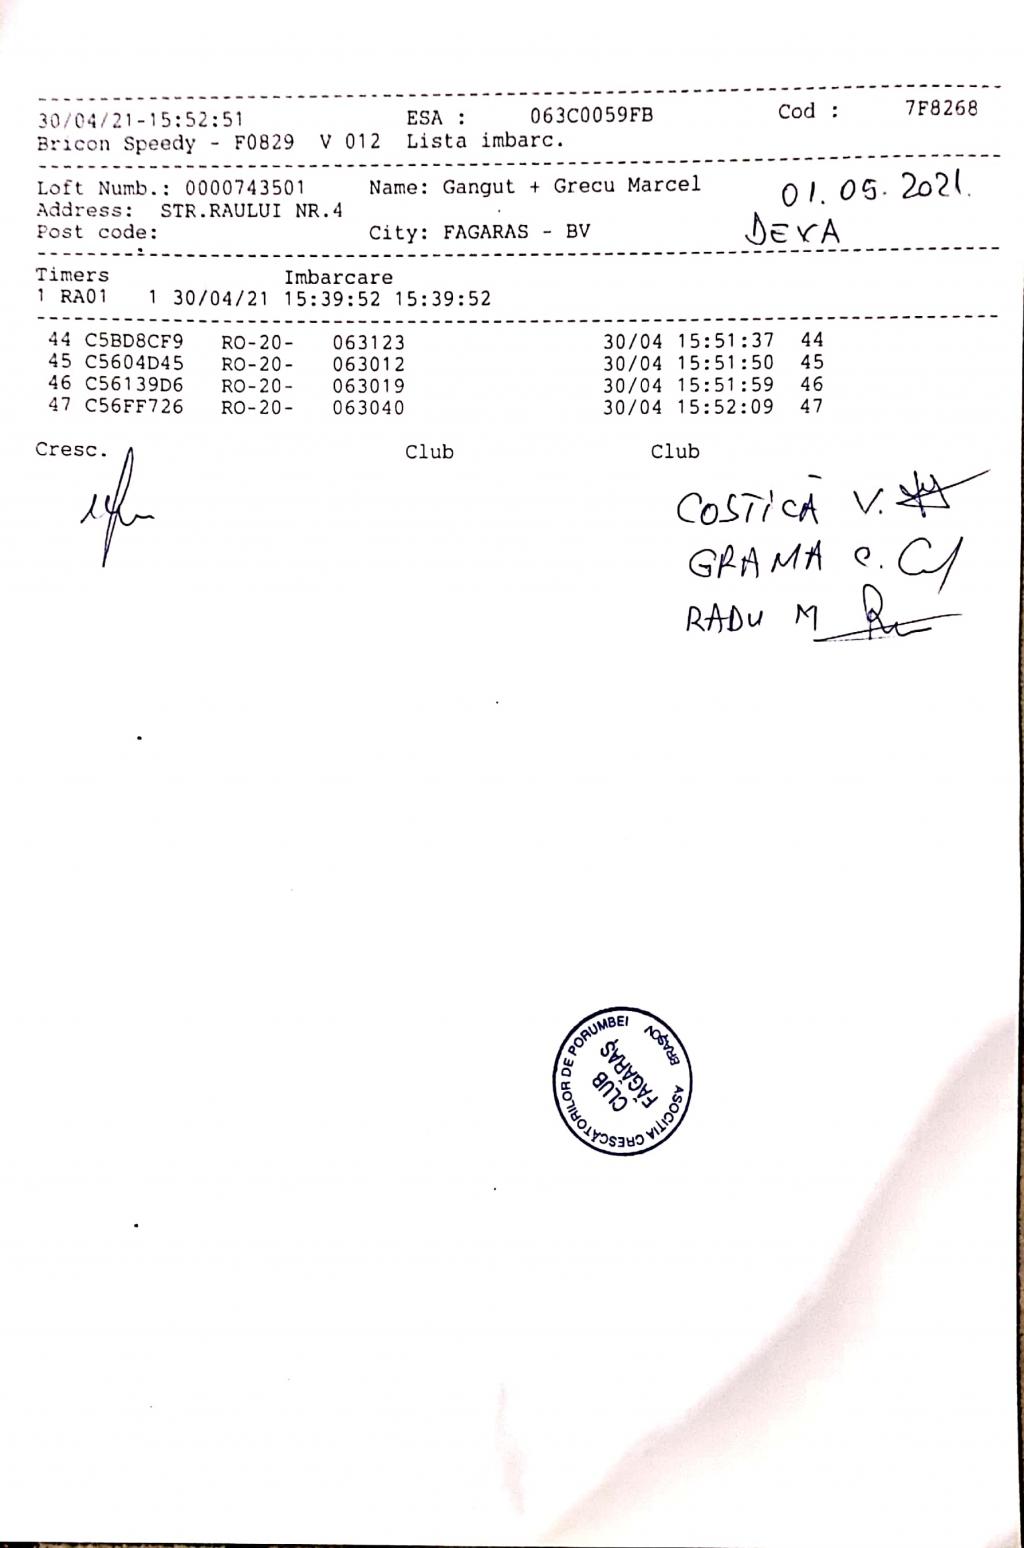 30/04/21-15:52:51 ESA : 063C0059FB Cod : 7F8268
Bricon Speedy - F0829 V 012 Lista imbarc.
Loft Numb.: 0000743501 Name: Gangut + Grecu Marcel
01.05.2021.
Address: STR.RAULUI NR.4
Post code: City: FAGARAS - BV
DEVA
Timers Imbarcare
1 RA01 1 30/04/21 15:39:52 15:39:52
44 C5BD8CF9 RO-20- 063123 30/04 15:51:37 44
45 C5604D45 RO-20- 063012 30/04 15:51:50 45
46 C56139D6 RO-20- 063019 30/04 15:51:59 46
47 C56FF726 RO-20- 063040 30/04 15:52:09 47
Cresc. Club Club
COSTICĂ V.
GRAMA C.
RADU M
ASOCIȚIA CRESCĂTORILOR DE PORUMBEI
BRAȘOV
CLUB
FĂGĂRAȘ